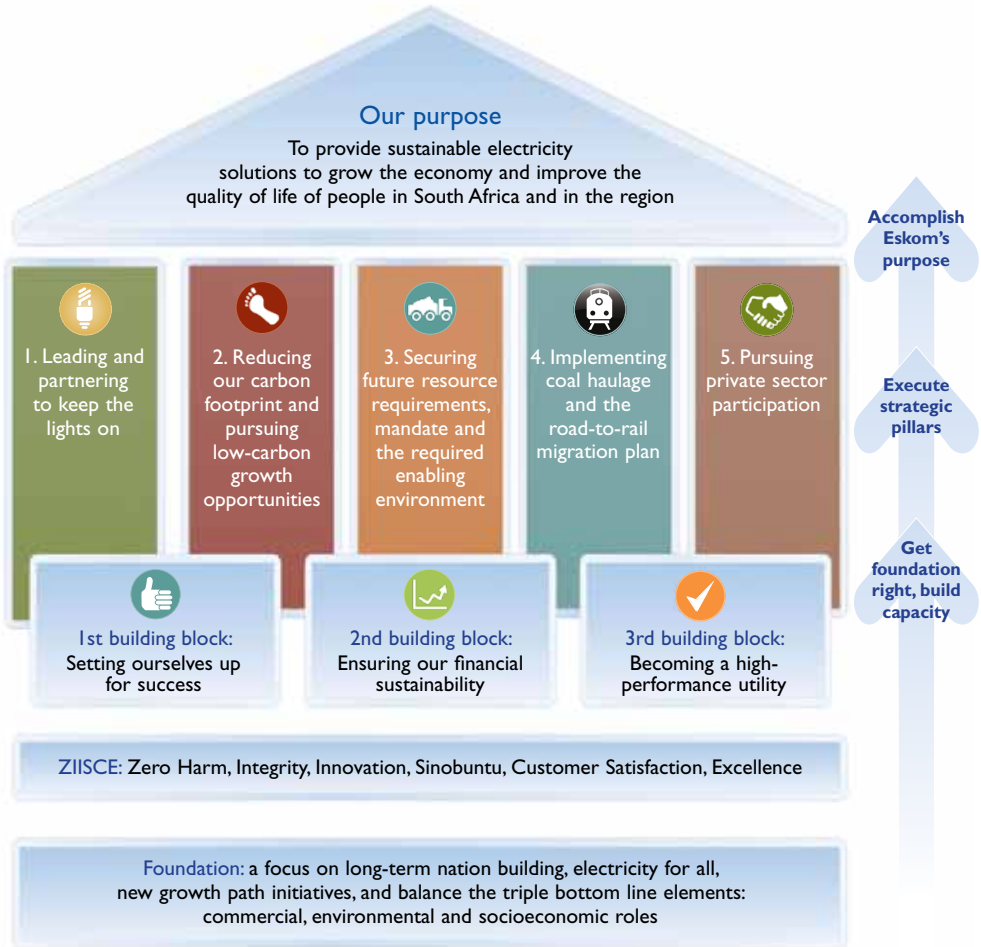 Our purpose
To provide sustainable electricity
solutions to grow the economy and improve the
quality of life of people in South Africa and in the region
Accomplish
Eskom's
purpose
1. Leading and
partnering
to keep the
lights on
2. Reducing
our carbon
footprint and
pursuing
low-carbon
growth
opportunities
3. Securing
future resource
requirements,
mandate and
the required
enabling
environment
4. Implementing
coal haulage
and the
road-to-rail
migration plan
5. Pursuing
private sector
participation
Execute
strategic
pillars
Get
foundation
right, build
capacity
1st building block:
Setting ourselves up
for success
2nd building block:
Ensuring our financial
sustainability
3rd building block:
Becoming a high-
performance utility
ZIISCE: Zero Harm, Integrity, Innovation, Sinobuntu, Customer Satisfaction, Excellence
Foundation: a focus on long-term nation building, electricity for all,
new growth path initiatives, and balance the triple bottom line elements:
commercial, environmental and socioeconomic roles